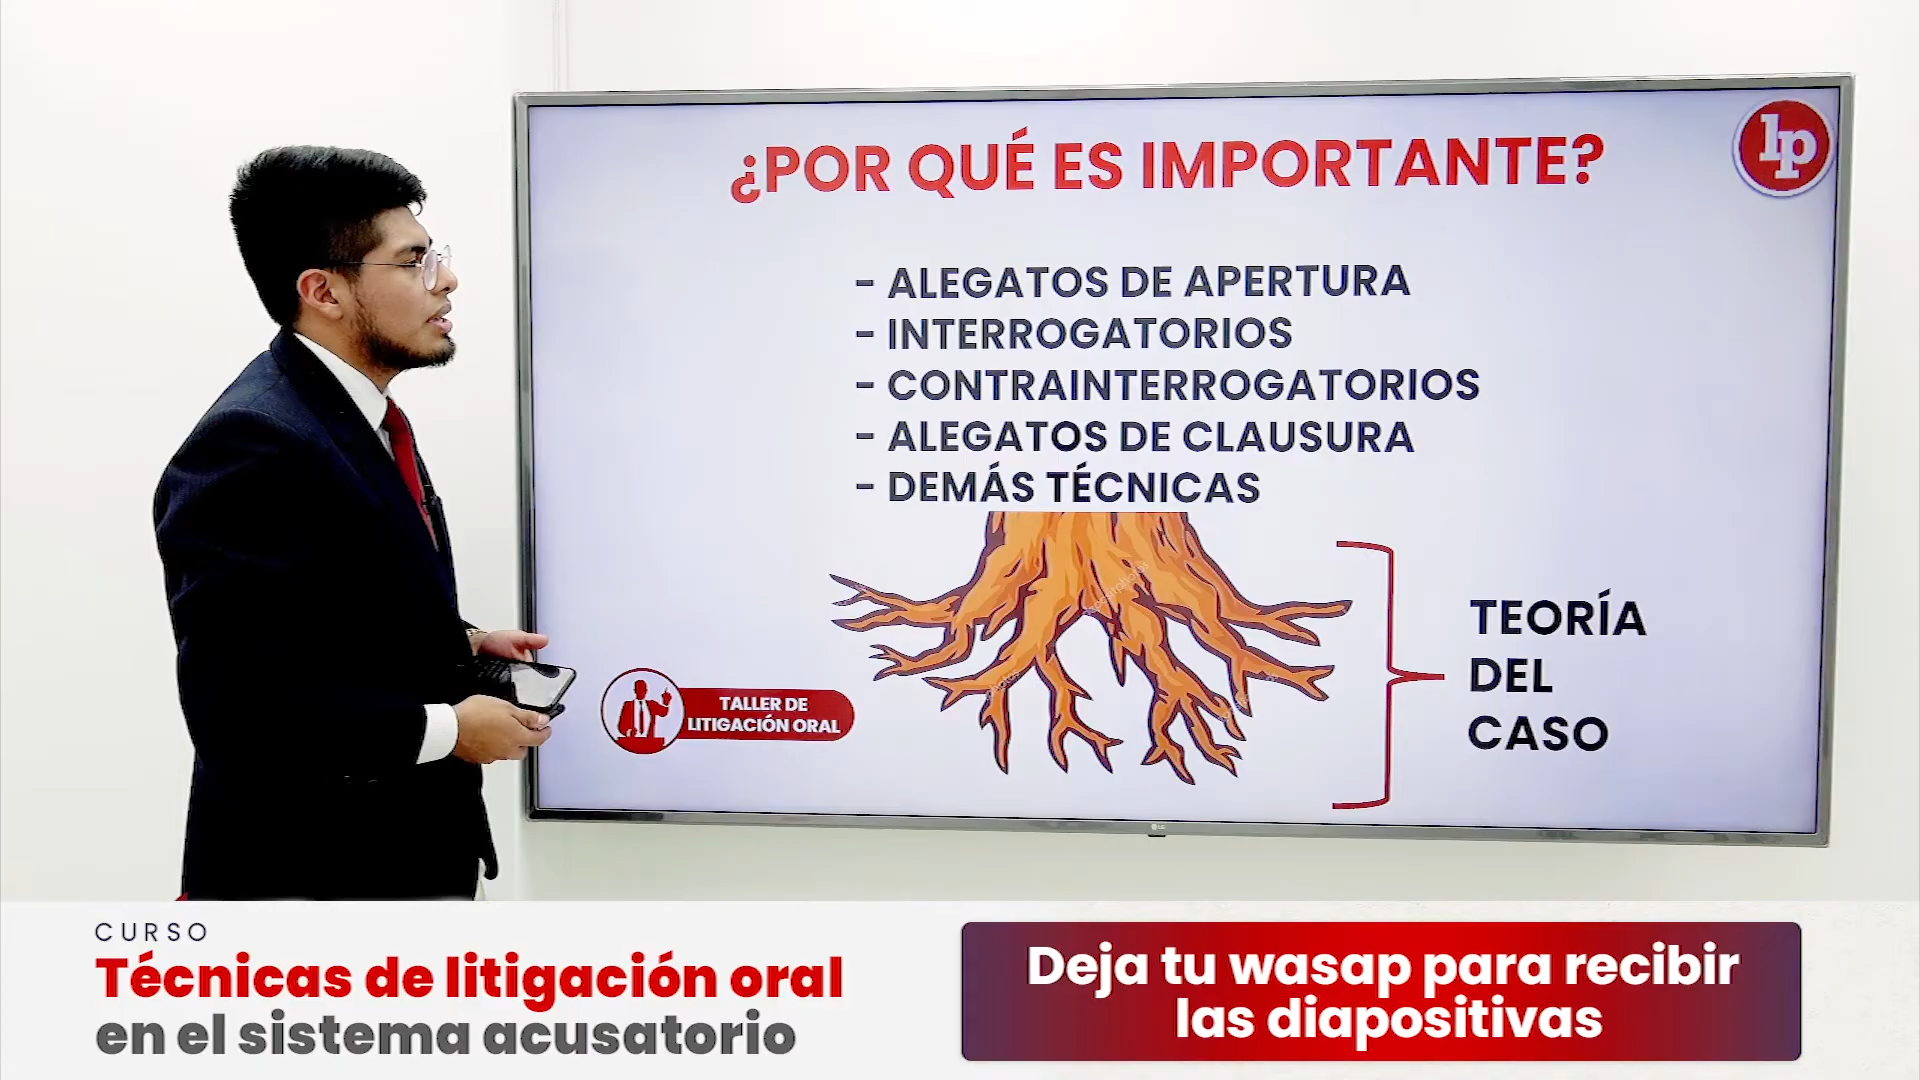 ¿POR QUÉ ES IMPORTANTE?
lp
- ALEGATOS DE APERTURA
- INTERROGATORIOS
- CONTRAINTERROGATORIOS
- ALEGATOS DE CLAUSURA
- DEMÁS TÉCNICAS
TEORÍA
DEL
CASO
TALLER DE
LITIGACIÓN ORAL
CURSO
Técnicas de litigación oral
en el sistema acusatorio
Deja tu wasap para recibir
las diapositivas